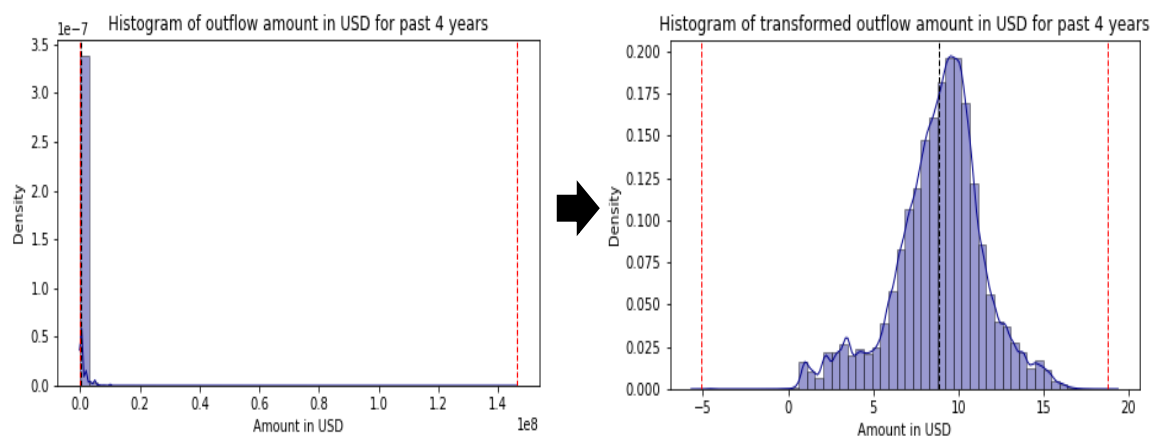 Histogram of outflow amount in USD for past 4 years
1e−7
3.5
3.0
2.5
2.0
1.5
1.0
0.5
0.0
Density
0.0 0.2 0.4 0.6 0.8 1.0 1.2 1.4
1e8
Amount in USD
Histogram of transformed outflow amount in USD for past 4 years
0.200
0.175
0.150
0.125
0.100
0.075
0.050
0.025
0.000
Density
−5 0 5 10 15 20
Amount in USD